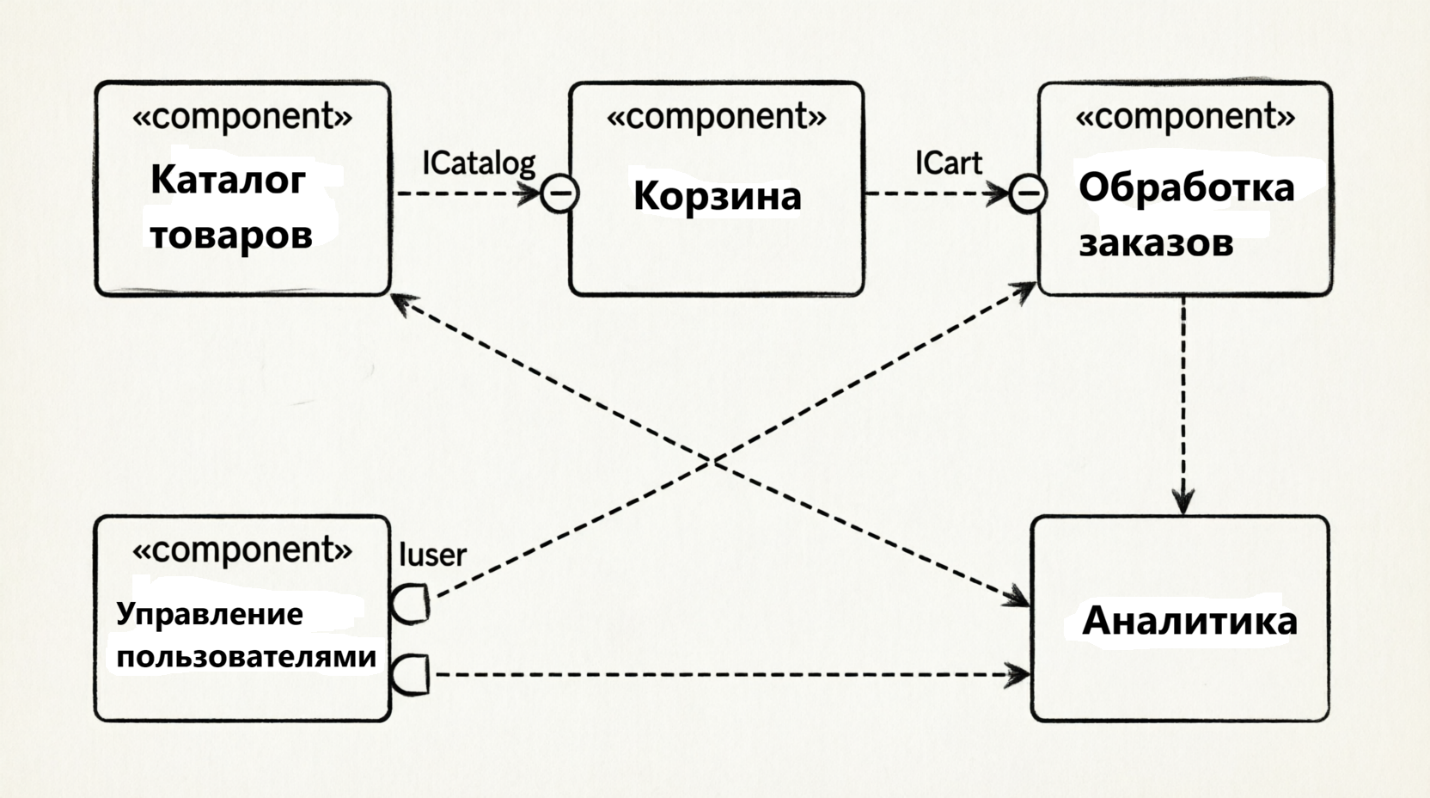 «component»
Каталог
товаров
ICatalog
«component»
Корзина
ICart
«component»
Обработка
заказов
«component»
Управление
пользователями
Iuser
Аналитика